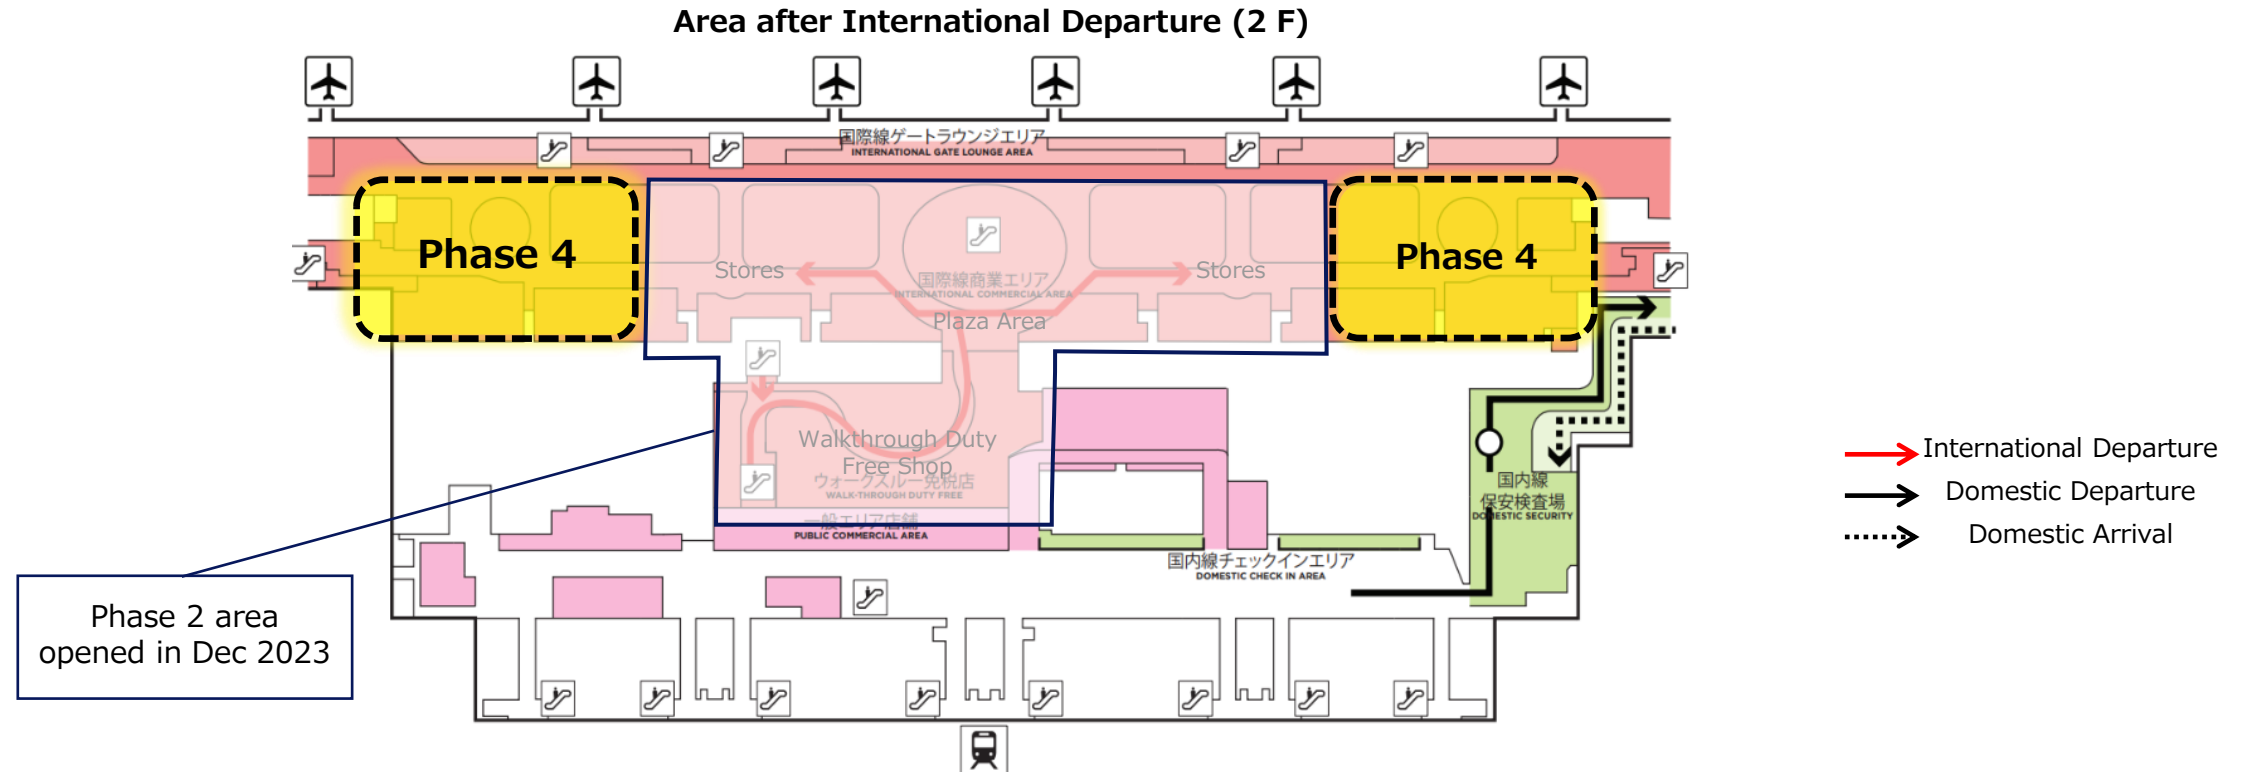 Area after International Departure (2 F)
国際線ゲートラウンジエリア
INTERNATIONAL GATE LOUNGE AREA
Phase 4
Phase 4
Stores
Stores
国際線商業エリア
INTERNATIONAL COMMERCIAL AREA
Plaza Area
Walkthrough Duty
Free Shop
ウォークスルー免税店
WALK-THROUGH DUTY FREE
一般エリア店舗
PUBLIC COMMERCIAL AREA
国内線
保安検査場
DOMESTIC SECURITY
国内線チェックインエリア
DOMESTIC CHECK IN AREA
Phase 2 area
opened in Dec 2023
International Departure
Domestic Departure
Domestic Arrival